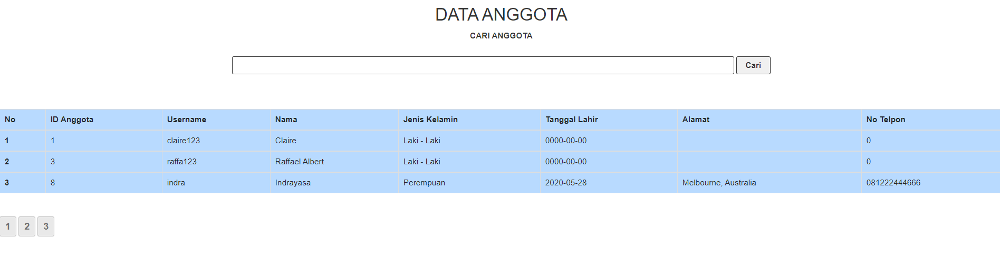 DATA ANGGOTA
CARI ANGGOTA
Cari
No ID Anggota Username Nama Jenis Kelamin Tanggal Lahir Alamat No Telpon
1 1 claire123 Claire Laki - Laki 0000-00-00 0
2 3 raffa123 Raffael Albert Laki - Laki 0000-00-00 0
3 8 indra Indrayasa Perempuan 2020-05-28 Melbourne, Australia 081222444666
1 2 3